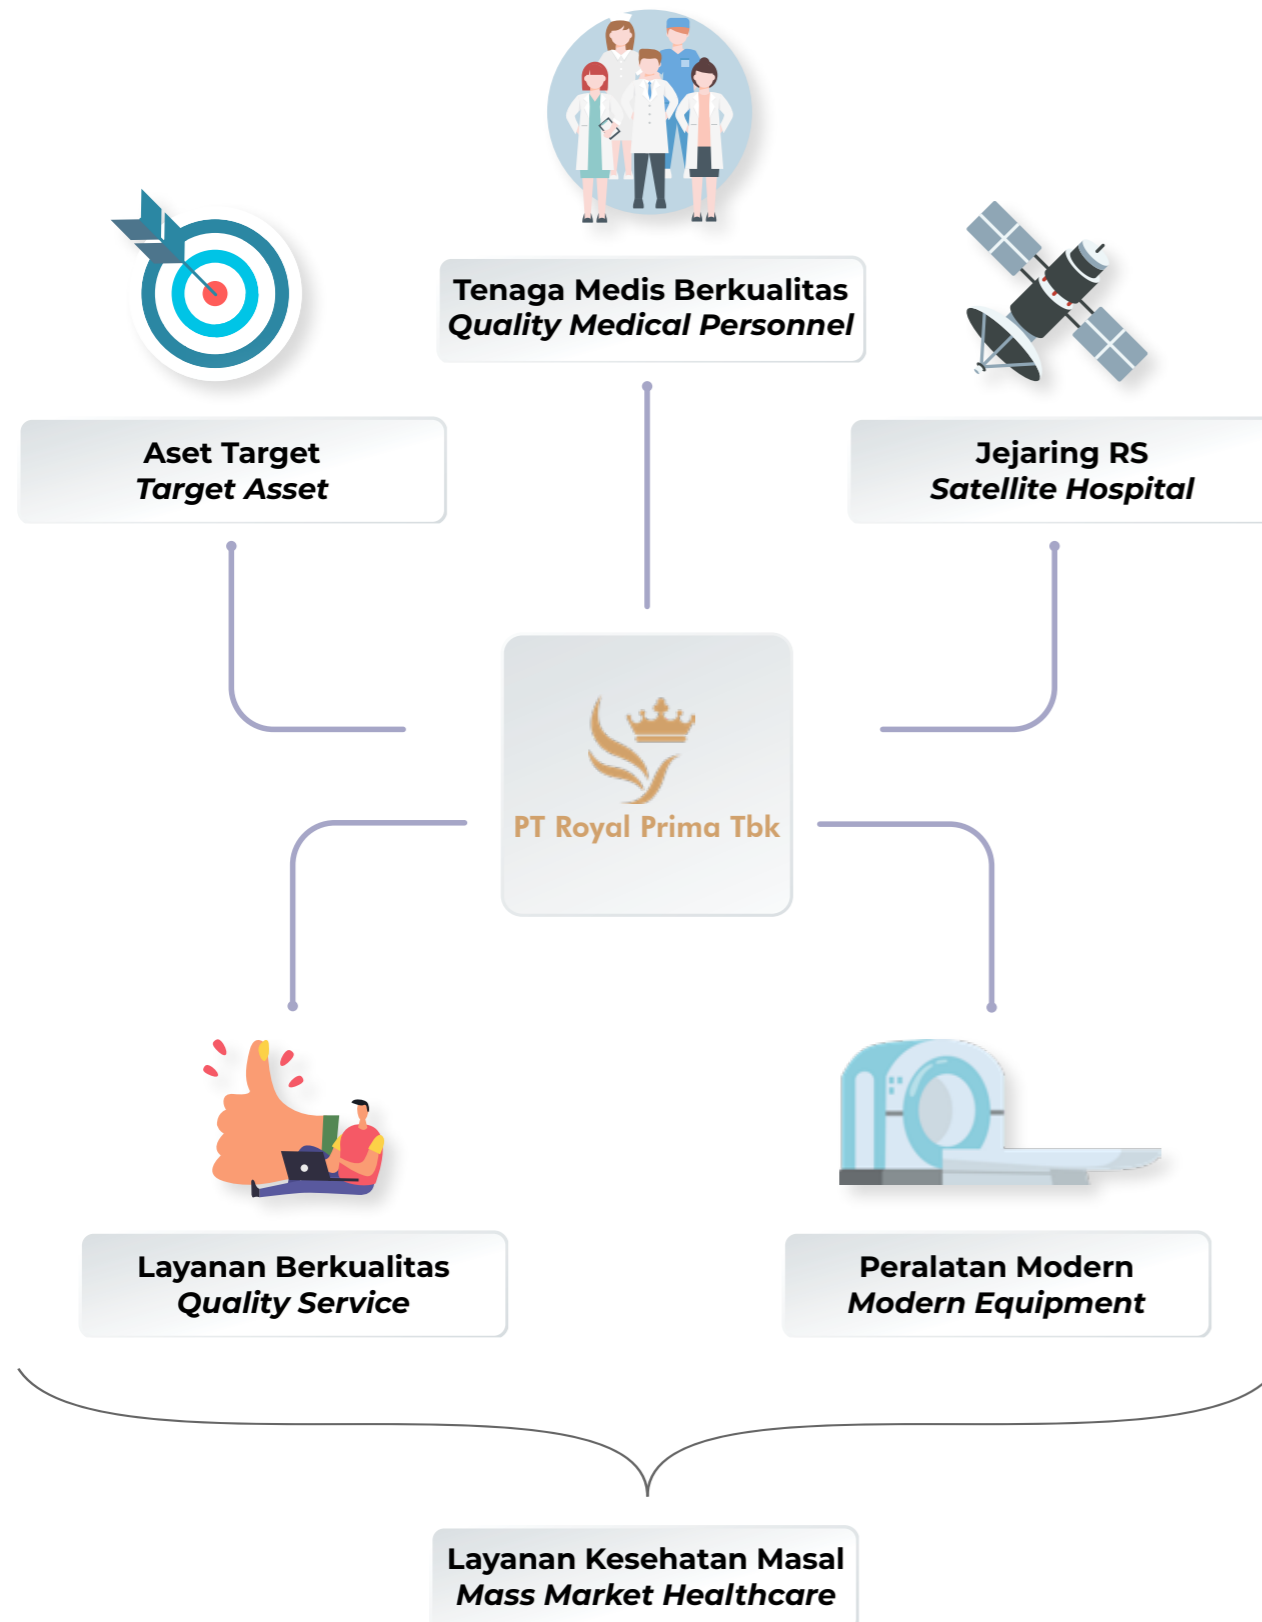 Tenaga Medis Berkualitas
Quality Medical Personnel
Aset Target
Target Asset
Jejaring RS
Satellite Hospital
PT Royal Prima Tbk
Layanan Berkualitas
Quality Service
Peralatan Modern
Modern Equipment
Layanan Kesehatan Masal
Mass Market Healthcare